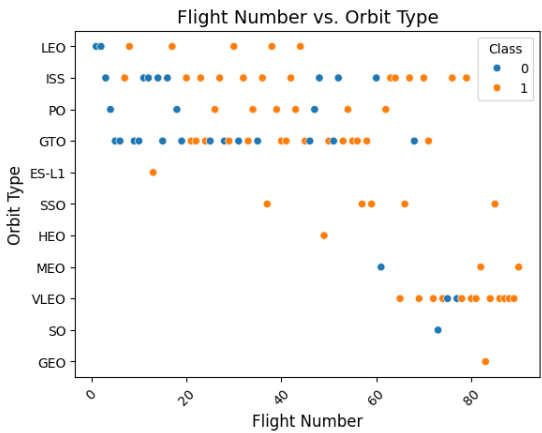 Flight Number vs. Orbit Type
LEO
ISS
PO
GTO
ES-L1
SSO
HEO
MEO
VLEO
SO
GEO
Orbit Type
Class
0
1
0
20
40
60
80
Flight Number